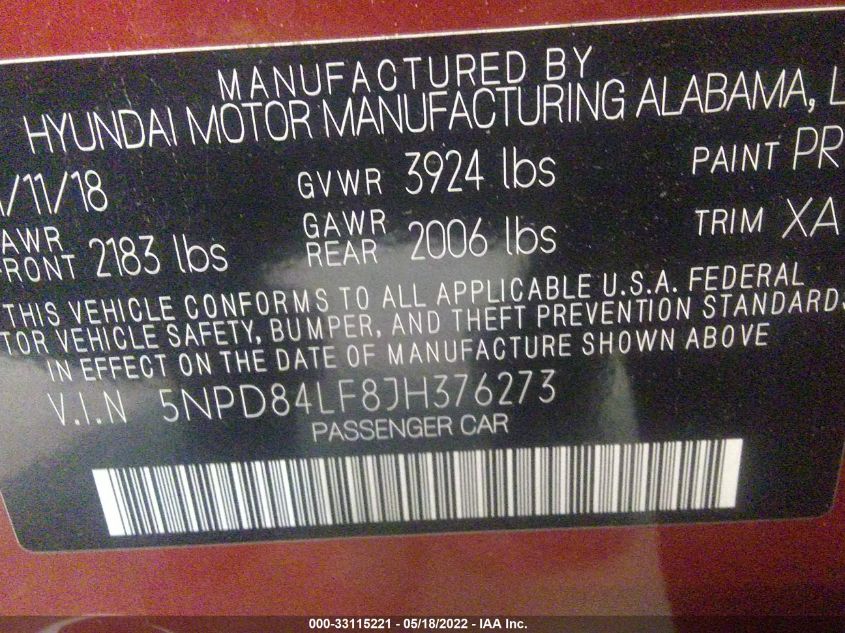 MANUFACTURED BY
HYUNDAI MOTOR MANUFACTURING ALABAMA, L
/11/18 GVWR 3924 lbs PAINT PR
AWR FRONT 2183 lbs GAWR REAR 2006 lbs TRIM XA
THIS VEHICLE CONFORMS TO ALL APPLICABLE U.S.A. FEDERAL
TOR VEHICLE SAFETY, BUMPER, AND THEFT PREVENTION STANDARDS
IN EFFECT ON THE DATE OF MANUFACTURE SHOWN ABOVE
V.I.N 5NPD84LF8JH376273
PASSENGER CAR
000-33115221 - 05/18/2022 - IAA Inc.